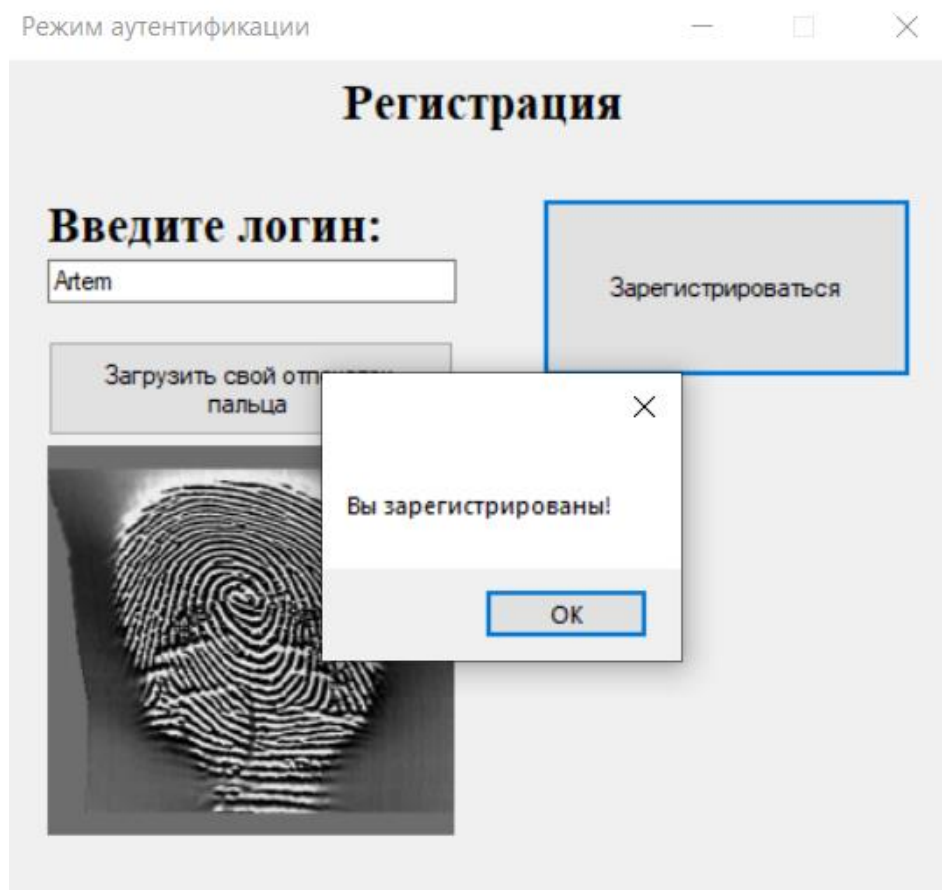 Режим аутентификации
Регистрация
Введите логин:
Artem
Зарегистрироваться
Загрузить свой
пальца
Вы зарегистрированы!
OK